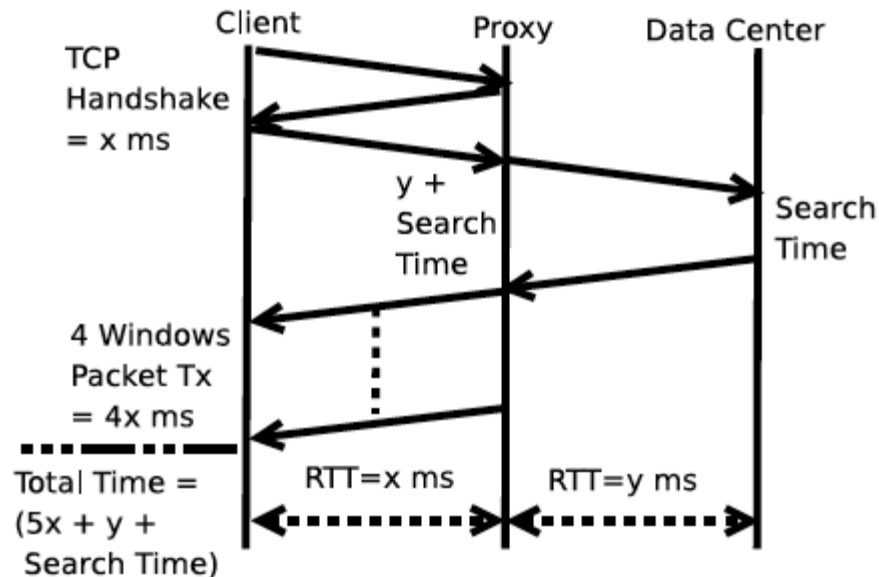 Client
Proxy
Data Center
TCP
Handshake
= x ms
y +
Search
Time
Search
Time
4 Windows
Packet Tx
= 4x ms
Total Time =
(5x + y +
Search Time)
RTT=x ms
RTT=y ms